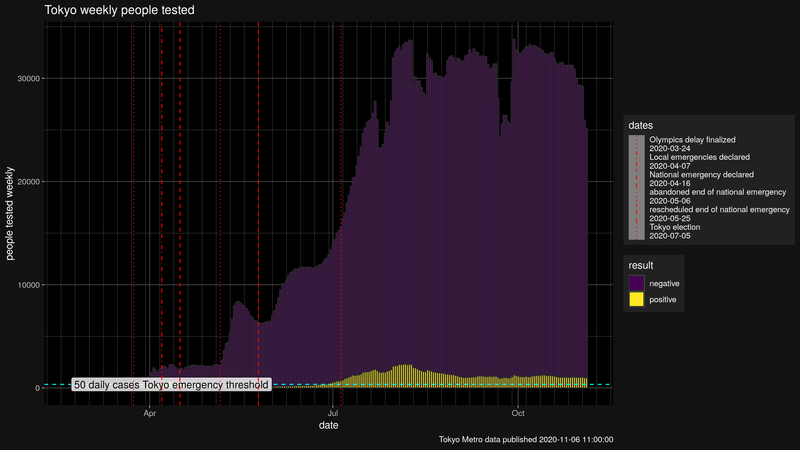 Tokyo weekly people tested
people tested weekly
30000
20000
10000
0
50 daily cases Tokyo emergency threshold
Apr
Jul
Oct
date
Tokyo Metro data published 2020-11-06 11:00:00
dates
Olympics delay finalized
2020-03-24
Local emergencies declared
2020-04-07
National emergency declared
2020-04-16
abandoned end of national emergency
2020-05-06
rescheduled end of national emergency
2020-05-25
Tokyo election
2020-07-05
result
negative
positive